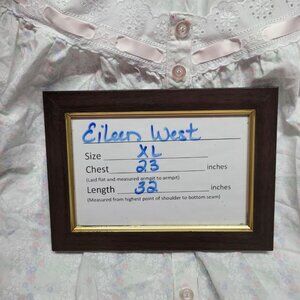 Eileen West
Size XL
Chest 23 inches
(Laid flat and measured armpit to armpit)
Length 32 inches
(Measured from highest point of shoulder to bottom seam)